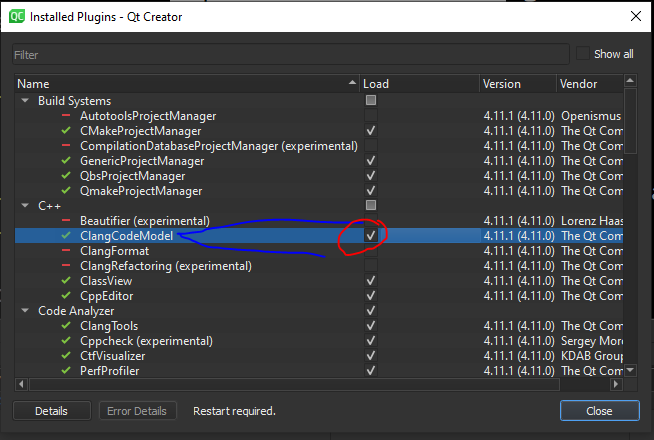 QC Installed Plugins - Qt Creator
Filter Show all
Name Load Version Vendor
Build Systems
AutotoolsProjectManager 4.11.1 (4.11.0) Openismus
CMakeProjectManager 4.11.1 (4.11.0) The Qt Com
CompilationDatabaseProjectManager (experimental) 4.11.1 (4.11.0) The Qt Com
GenericProjectManager 4.11.1 (4.11.0) The Qt Com
QbsProjectManager 4.11.1 (4.11.0) The Qt Com
QmakeProjectManager 4.11.1 (4.11.0) The Qt Com
C++
Beautifier (experimental) 4.11.1 (4.11.0) Lorenz Haas
ClangCodeModel 4.11.1 (4.11.0) The Qt Com
ClangFormat 4.11.1 (4.11.0) The Qt Com
ClangRefactoring (experimental) 4.11.1 (4.11.0) The Qt Com
ClassView 4.11.1 (4.11.0) The Qt Com
CppEditor 4.11.1 (4.11.0) The Qt Com
Code Analyzer
ClangTools 4.11.1 (4.11.0) The Qt Com
Cppcheck (experimental) 4.11.1 (4.11.0) Sergey More
CtfVisualizer 4.11.1 (4.11.0) KDAB Group
PerfProfiler 4.11.1 (4.11.0) The Qt Com
Details Error Details Restart required. Close